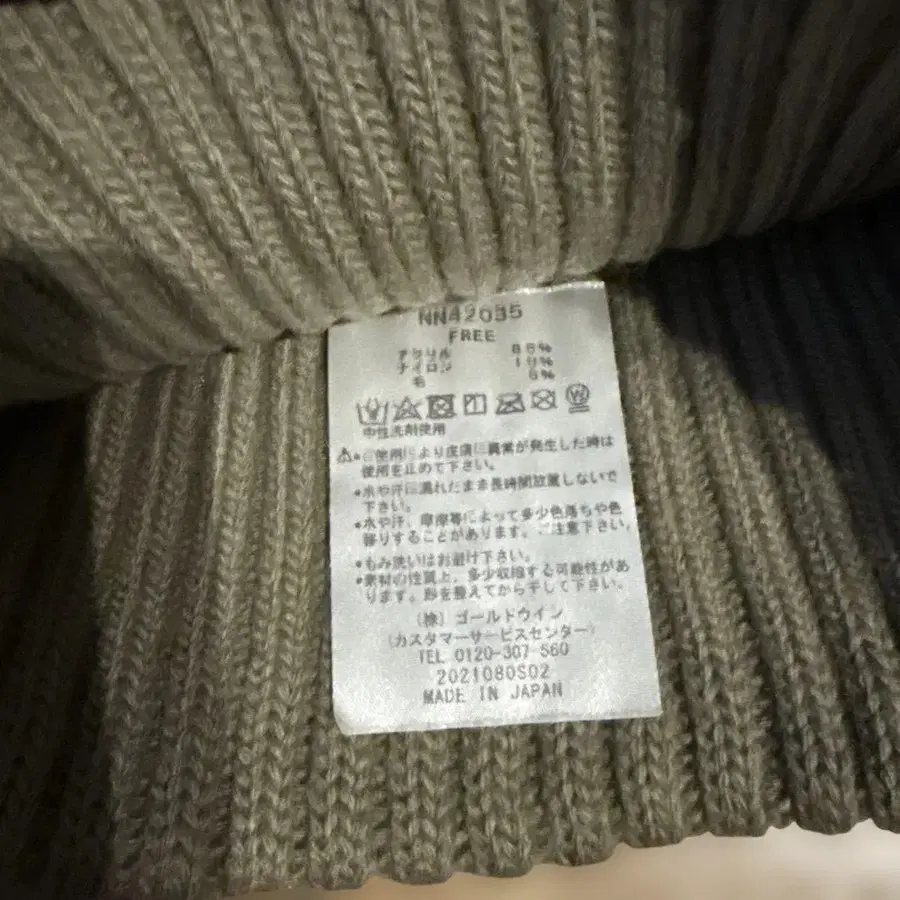 NN42035
FREE
アクリル 85%
ナイロン 10%
毛 5%
中性洗剤使用
•ご使用により皮膚に異常が発生した時は
使用を止めて下さい。
•水や汗に濡れたまま長時間放置しないで
下さい。
•水や汗、摩擦等によって多少色落ちや色
移りすることがあります。ご注意下さい。
•もみ洗いはお避け下さい。
•素材の性質上、多少収縮する可能性があ
ります。形を整えてから干して下さい。
(株) ゴールドウイン
(カスタマーサービスセンター)
TEL 0120-307-560
2021080S02
MADE IN JAPAN